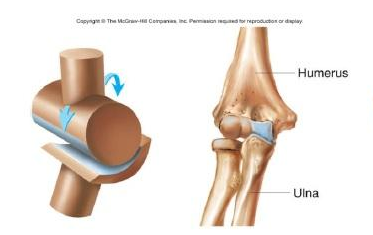 Copyright © The McGraw-Hill Companies, Inc. Permission required for reproduction or display.
Humerus
Ulna